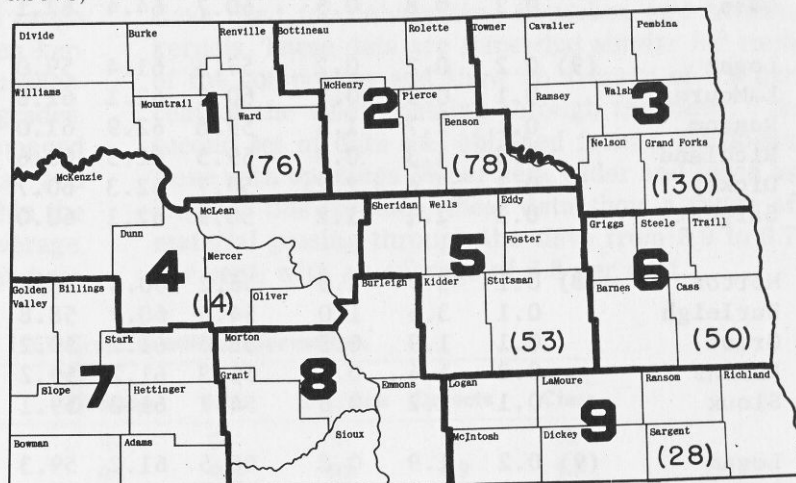 Divide Burke Renville Bottineau Rolette Towner Cavalier Pembina
Williams Mountrail Ward McHenry Pierce Benson Ramsey Walsh
1 2 3
Nelson Grand Forks
(76) (78) (130)
McKenzie McLean Sheridan Wells Eddy Griggs Steele Traill
Dunn Mercer Foster
4 5 6
Golden Valley Billings (14) Oliver Burleigh Kidder Stutsman Barnes Cass
(53) (50)
Stark Morton
7 8 9
Slope Hettinger Grant Emmons Logan LaMoure Ransom Richland
Bowman Adams Sioux McIntosh Dickey Sargent
(28)